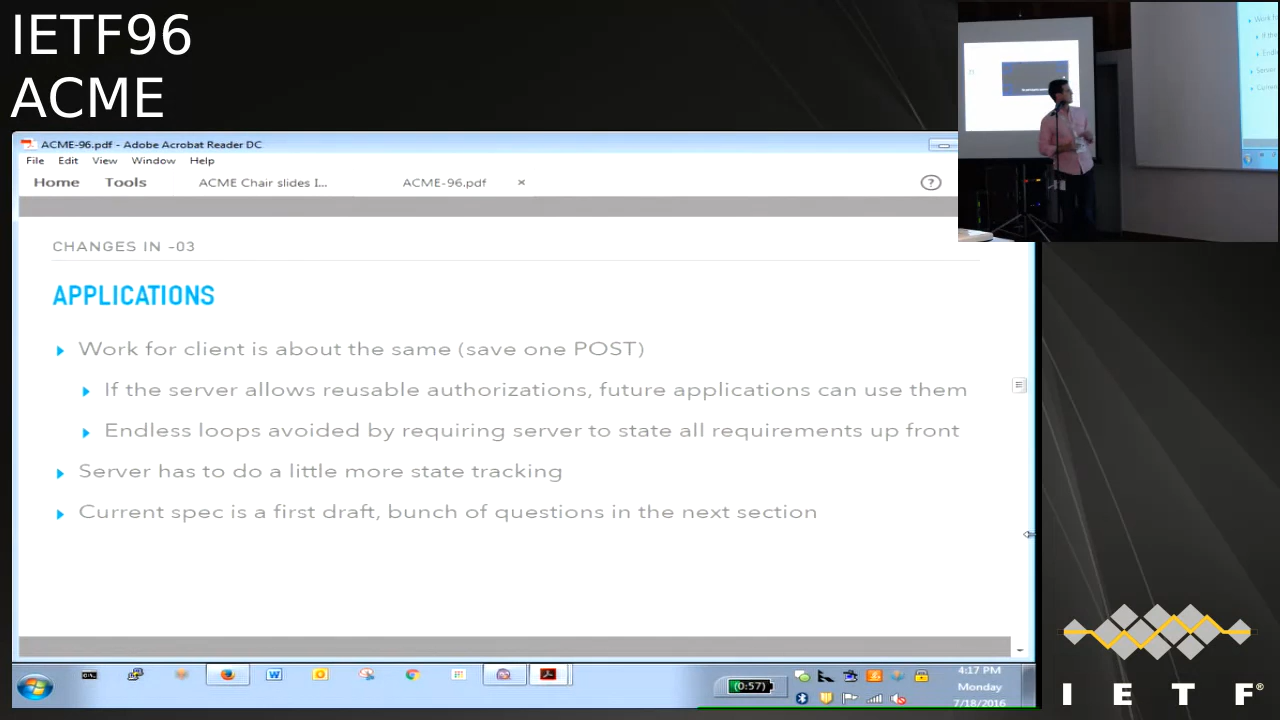 IETF96
ACME
ACME-96.pdf - Adobe Acrobat Reader DC
File Edit View Window Help
Home Tools ACME Chair slides I... ACME-96.pdf ×
?
CHANGES IN -03
APPLICATIONS
Work for client is about the same (save one POST)
If the server allows reusable authorizations, future applications can use them
Endless loops avoided by requiring server to state all requirements up front
Server has to do a little more state tracking
Current spec is a first draft, bunch of questions in the next section
(0:57)
4:17 PM
Monday
7/18/2016
I E T F®